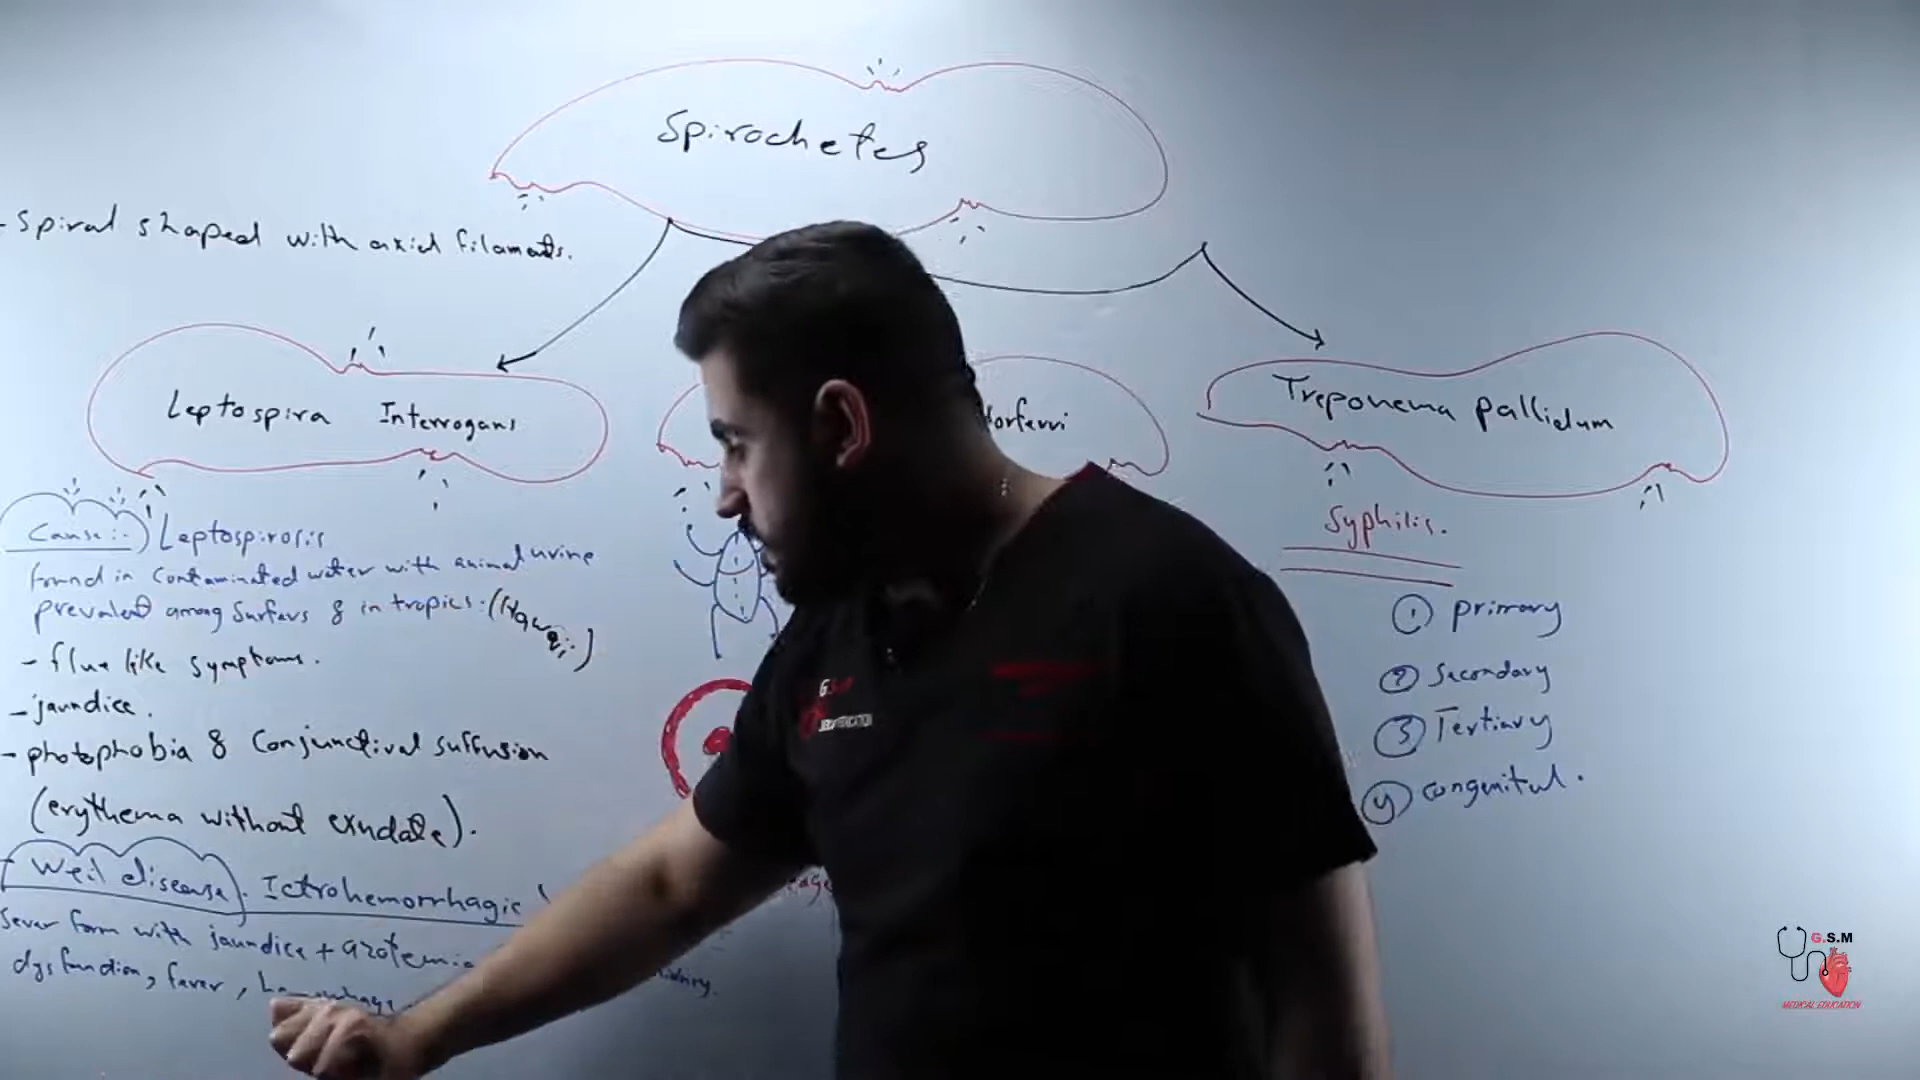 Spirochetes
- Spiral shaped with axial filaments.
Leptospira Interrogans
Treponema pallidum
Cause:- Leptospirosis
found in contaminated water with animal urine
prevalent among surfers & in tropics. (Hawaii)
- flue like symptoms.
- jaundice.
- photophobia & Conjunctival suffusion
(erythema without exudate).
- Weil disease. Ictrohemorrhagic
Sever form with jaundice + azotemia
dysfunction, fever,
Syphilis.
① primary
② Secondary
③ Tertiary
④ Congenital.
G.S.M
G.S.M
MEDICAL EDUCATION